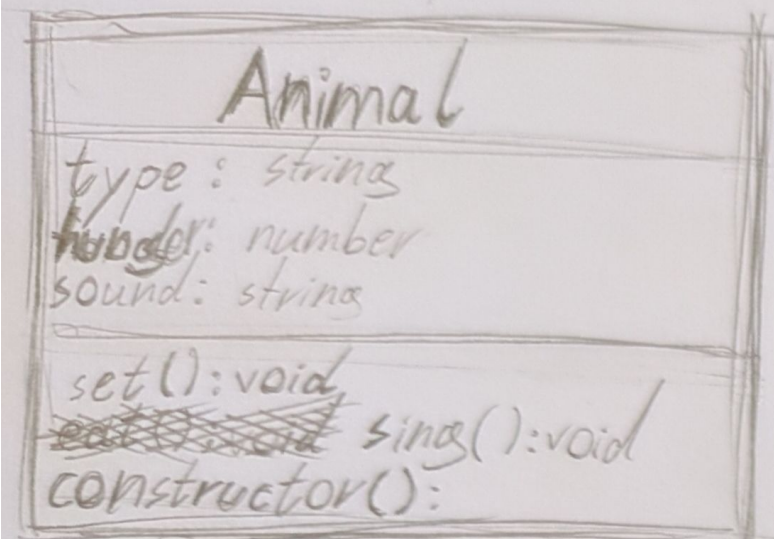 Animal
type: string
: number
sound: string
set(): void
sing(): void
constructor():